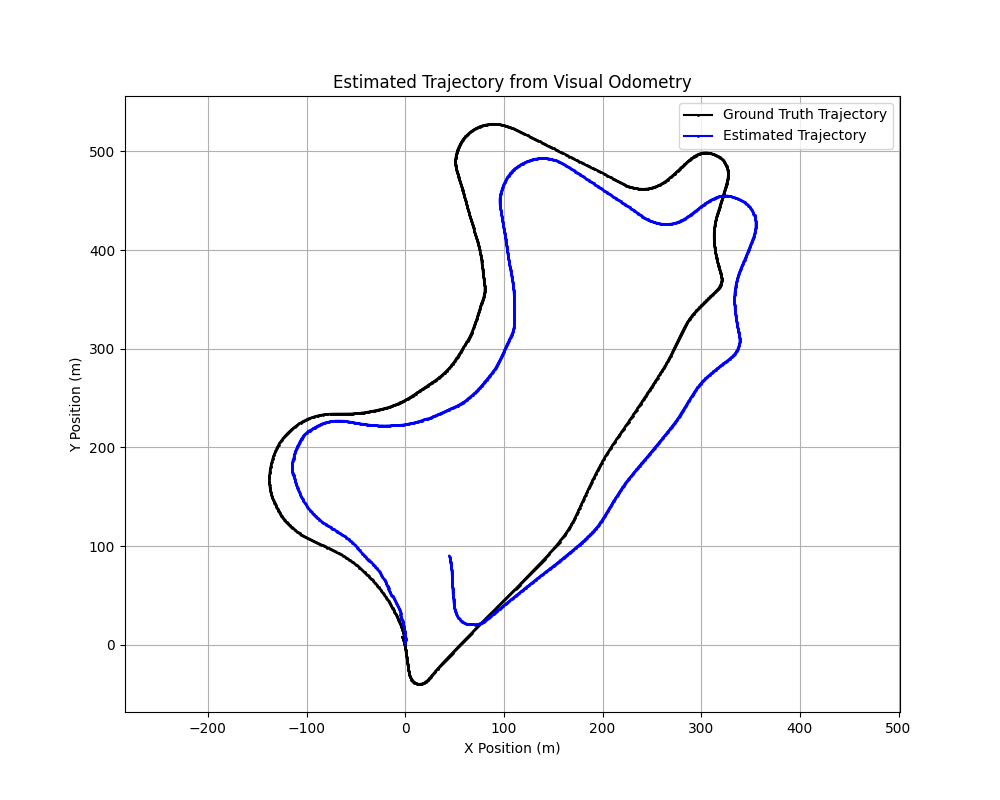 Estimated Trajectory from Visual Odometry
Ground Truth Trajectory
Estimated Trajectory
500
400
300
200
100
0
Y Position (m)
−200
−100
0
100
200
300
400
500
X Position (m)